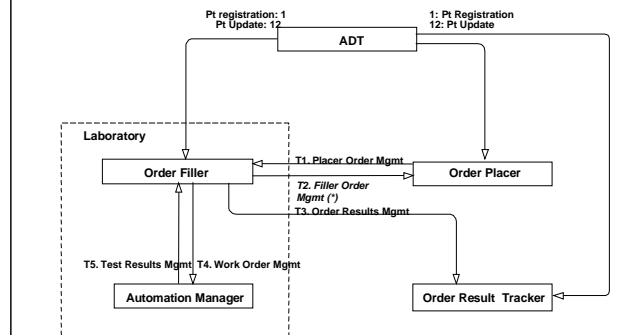 Pt registration: 1
Pt Update: 12
1: Pt Registration
12: Pt Update
ADT
Laboratory
Order Filler
T1. Placer Order Mgmt
Order Placer
T2. Filler Order
Mgmt (*)
T3. Order Results Mgmt
T5. Test Results Mgmt
T4. Work Order Mgmt
Automation Manager
Order Result Tracker